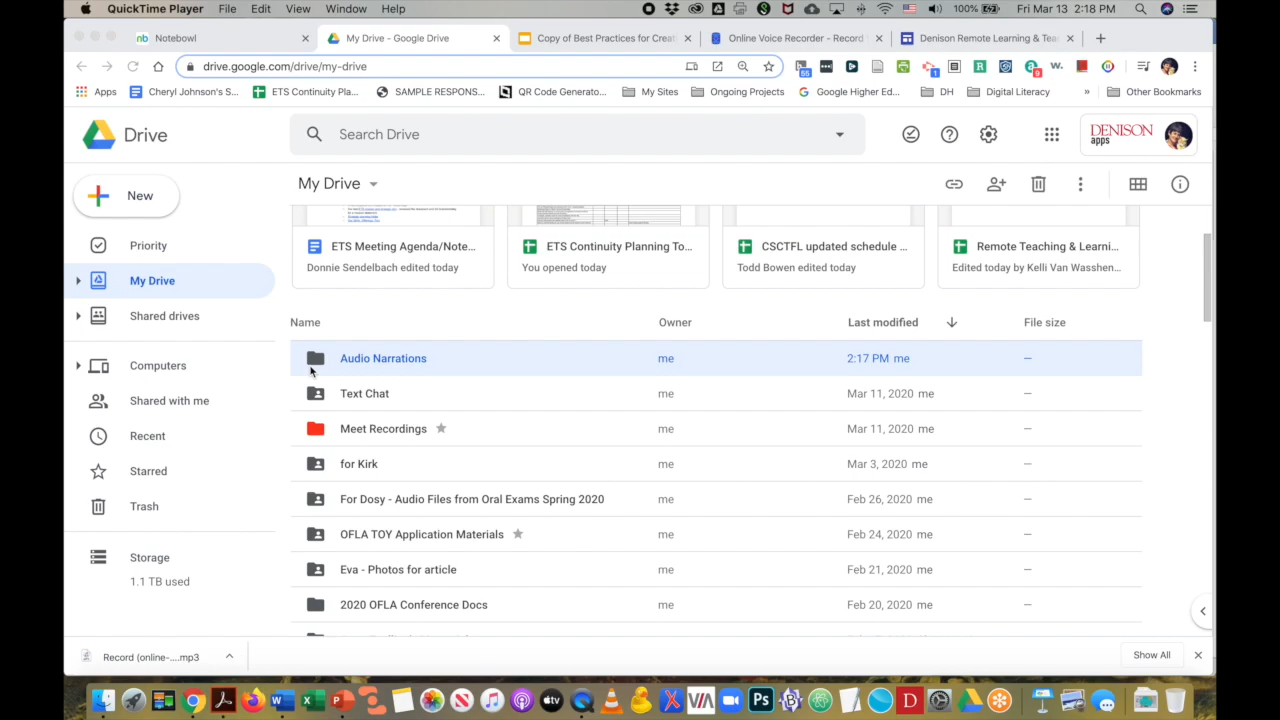 QuickTime Player File Edit View Window Help 100% Fri Mar 13 2:18 PM
nb Notebowl My Drive - Google Drive Copy of Best Practices for Creat Online Voice Recorder - Record Denison Remote Learning & Tea
drive.google.com/drive/my-drive 55 1 R 9 W
Apps Cheryl Johnson's S... ETS Continuity Pla... SAMPLE RESPONS... QR Code Generato... My Sites Ongoing Projects Google Higher Ed... DH Digital Literacy » Other Bookmarks
Drive Search Drive DENISON
apps
New My Drive
Priority
My Drive
Shared drives
Computers
Shared with me
Recent
Starred
Trash
Storage
1.1 TB used
ETS Meeting Agenda/Note... ETS Continuity Planning To... CSCTFL updated schedule ... Remote Teaching & Learni...
Donnie Sendelbach edited today You opened today Todd Bowen edited today Edited today by Kelli Van Wasshen...
Name Owner Last modified File size
Audio Narrations me 2:17 PM me —
Text Chat me Mar 11, 2020 me —
Meet Recordings me Mar 11, 2020 me —
for Kirk me Mar 3, 2020 me —
For Dosy - Audio Files from Oral Exams Spring 2020 me Feb 26, 2020 me —
OFLA TOY Application Materials me Feb 24, 2020 me —
Eva - Photos for article me Feb 21, 2020 me —
2020 OFLA Conference Docs me Feb 20, 2020 me —
Record (online-....mp3 Show All
W X P VIA Ps B D